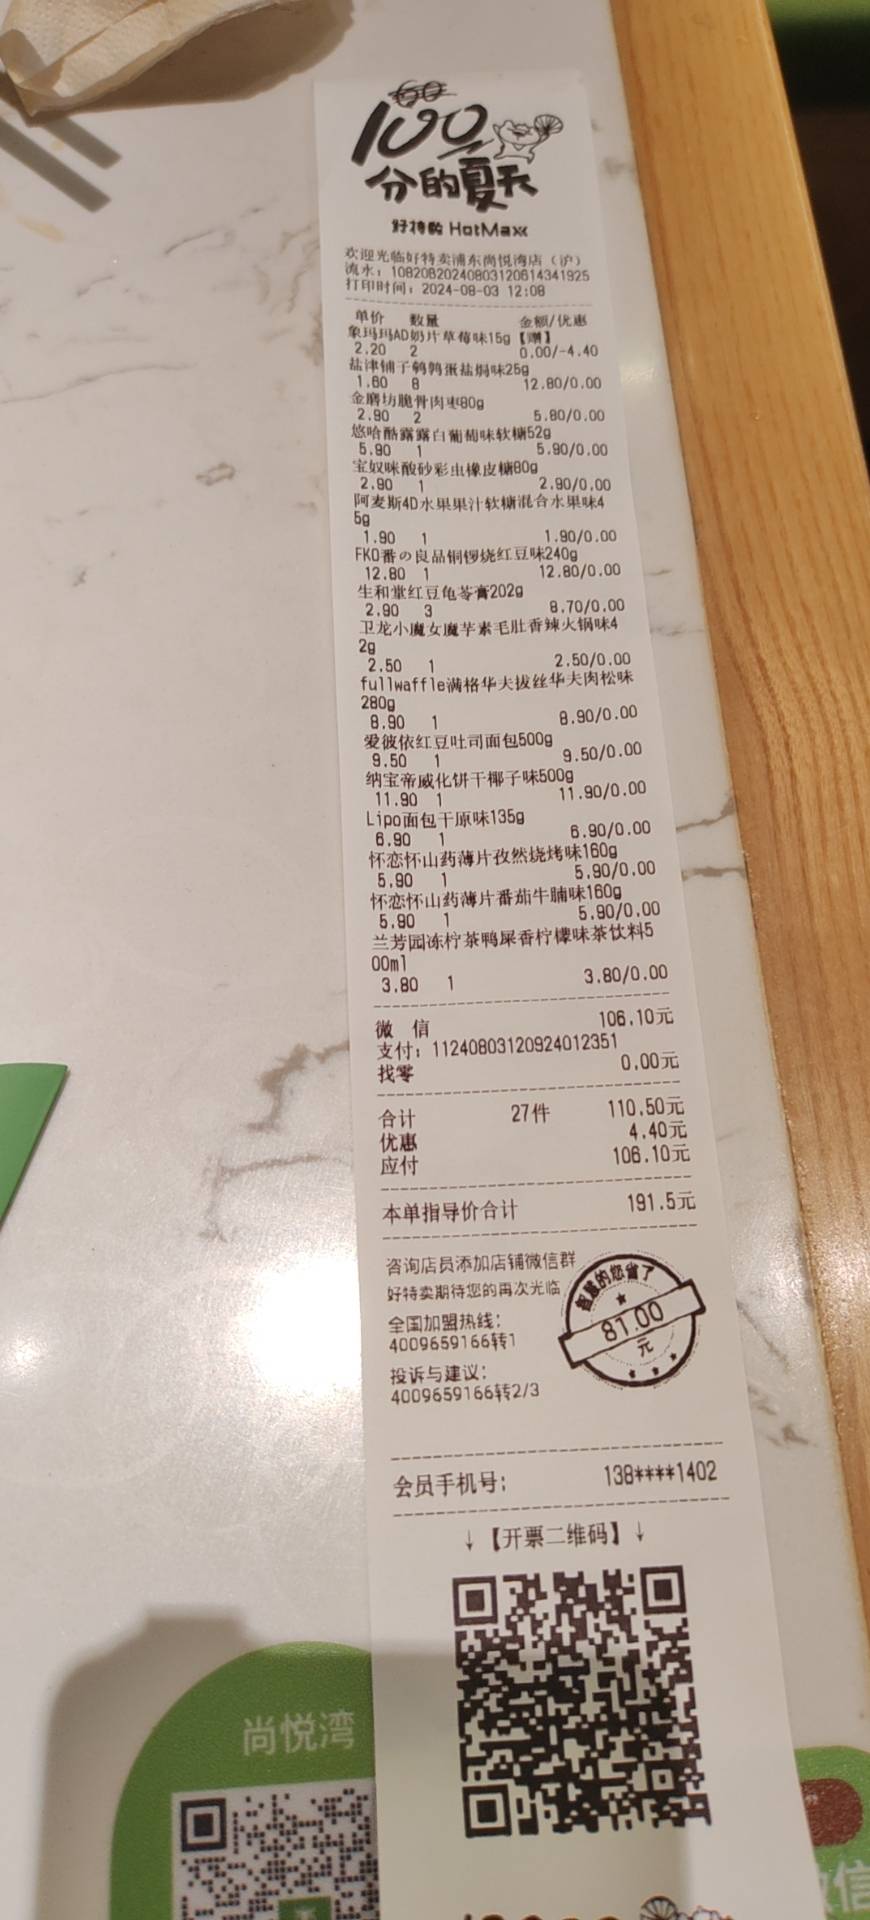 100
分的夏天
好特卖 HotMaxx
欢迎光临好特卖浦东尚悦湾店（沪）
流水：10820820240803120614341925
打印时间：2024-08-03 12:08
单价 数量 金额/优惠
象玛玛AD奶片草莓味15g【赠】
2.20 2 0.00/-4.40
盐津铺子鹌鹑蛋盐焗味25g
1.60 8 12.80/0.00
金磨坊脆骨肉枣80g
2.90 2 5.80/0.00
悠哈酷露露白葡萄味软糖52g
5.90 1 5.90/0.00
宝奴咪酸砂彩虫橡皮糖80g
2.90 1 2.90/0.00
阿麦斯4D水果果汁软糖混合水果味4
5g
1.90 1 1.90/0.00
FKO番の良品铜锣烧红豆味240g
12.80 1 12.80/0.00
生和堂红豆龟苓膏202g
2.90 3 8.70/0.00
卫龙小魔女魔芋素毛肚香辣火锅味4
2g
2.50 1 2.50/0.00
fullwaffle满格华夫拔丝华夫肉松味
280g
8.90 1 8.90/0.00
爱彼依红豆吐司面包500g
9.50 1 9.50/0.00
纳宝帝威化饼干椰子味500g
11.90 1 11.90/0.00
Lipo面包干原味135g
6.90 1 6.90/0.00
怀恋怀山药薄片孜然烧烤味160g
5.90 1 5.90/0.00
怀恋怀山药薄片番茄牛腩味160g
5.90 1 5.90/0.00
兰芳园冻柠茶鸭屎香柠檬味茶饮料5
00ml
3.80 1 3.80/0.00
微 信 106.10元
支付：11240803120924012351
找零 0.00元
合计 27件 110.50元
优惠 4.40元
应付 106.10元
本单指导价合计 191.5元
咨询店员添加店铺微信群
好特卖期待您的再次光临
全国加盟热线：
4009659166转1
投诉与建议：
4009659166转2/3
智慧的您省了
81.00
元
会员手机号： 138****1402
↓【开票二维码】↓
尚悦湾
微信